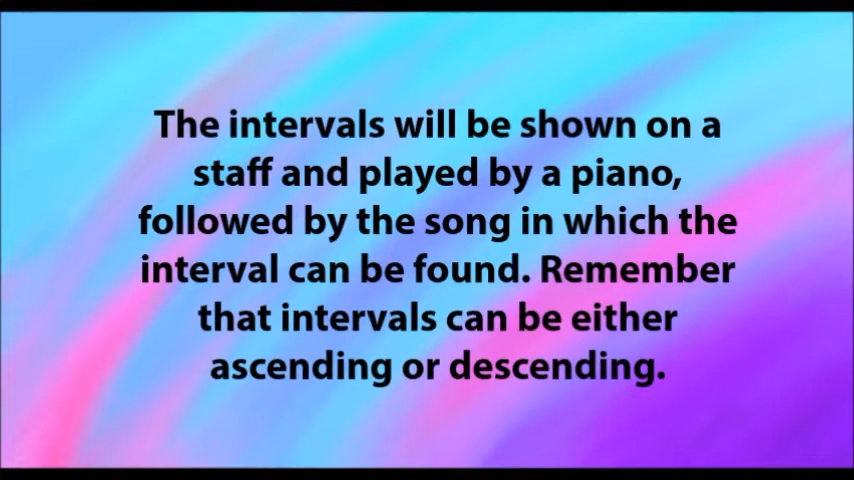 The intervals will be shown on a
staff and played by a piano,
followed by the song in which the
interval can be found. Remember
that intervals can be either
ascending or descending.